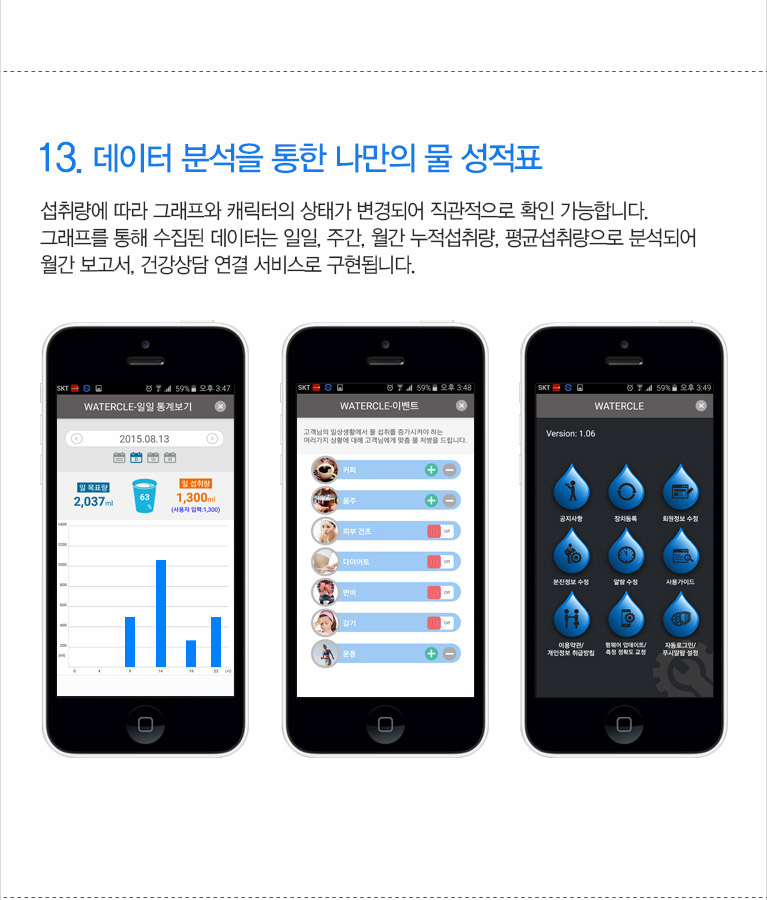 13. 데이터 분석을 통한 나만의 물 성적표
섭취량에 따라 그래프와 캐릭터의 상태가 변경되어 직관적으로 확인 가능합니다.
그래프를 통해 수집된 데이터는 일일, 주간, 월간 누적섭취량, 평균섭취량으로 분석되어
월간 보고서, 건강상담 연결 서비스로 구현됩니다.
SKT 59% 오후 3:47
WATERCLE-일일 통계보기
2015.08.13
D W M
일 목표량
2,037ml
63
%
일 섭취량
1,300ml
(사용자 입력:1,300)
1200
1000
800
600
400
200
(ml)
0 4 9 14 19 23 (시)
SKT 59% 오후 3:48
WATERCLE-이벤트
고객님의 일상생활에서 물 섭취를 증가시켜야 하는
여러가지 상황에 대해 고객님에게 맞춤 물 처방을 드립니다.
커피
음주
피부 건조 Off
다이어트 Off
변비 Off
감기 Off
운동
SKT 59% 오후 3:49
WATERCLE
Version: 1.06
공지사항 장치등록 회원정보 수정
문진정보 수정 알람 수정 사용가이드
이용약관/ 펌웨어 업데이트/ 자동로그인/
개인정보 취급방침 측정 정확도 교정 푸시알람 설정